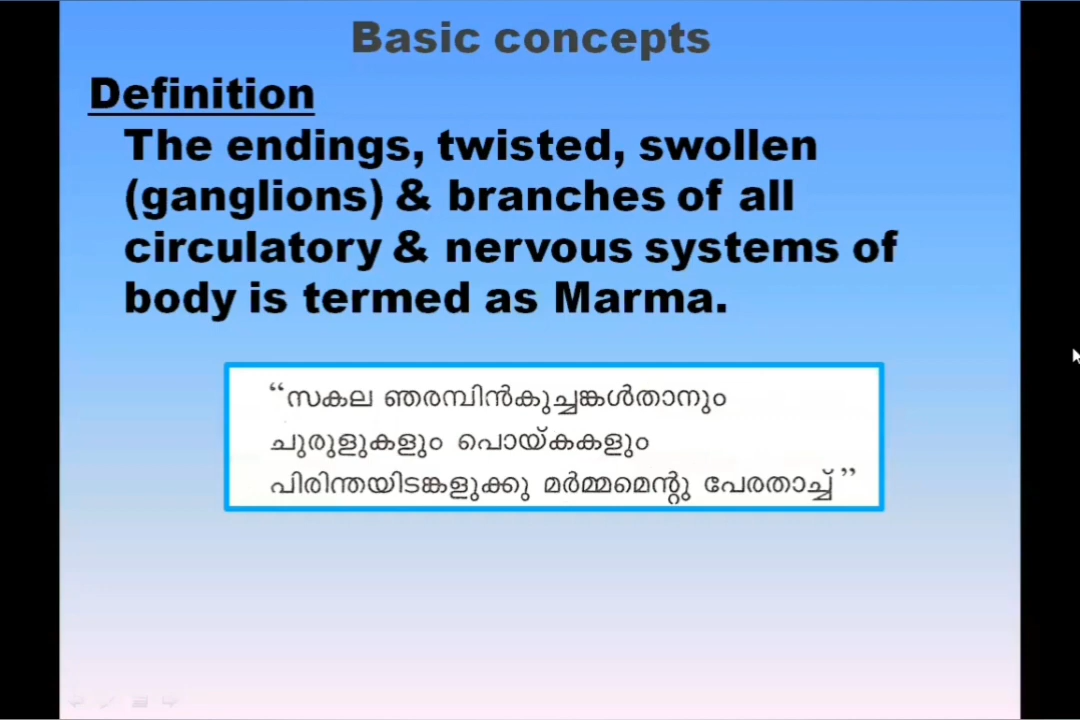 Basic concepts
Definition
The endings, twisted, swollen
(ganglions) & branches of all
circulatory & nervous systems of
body is termed as Marma.
“സകല ഞരമ്പിൻകുച്ചങ്കൾതാനും
ചുരുളുകളും പൊയ്കകളും
പിരിന്തയിടങ്കളുക്കു മർമ്മമെന്റു പേരതാച്ച് ”